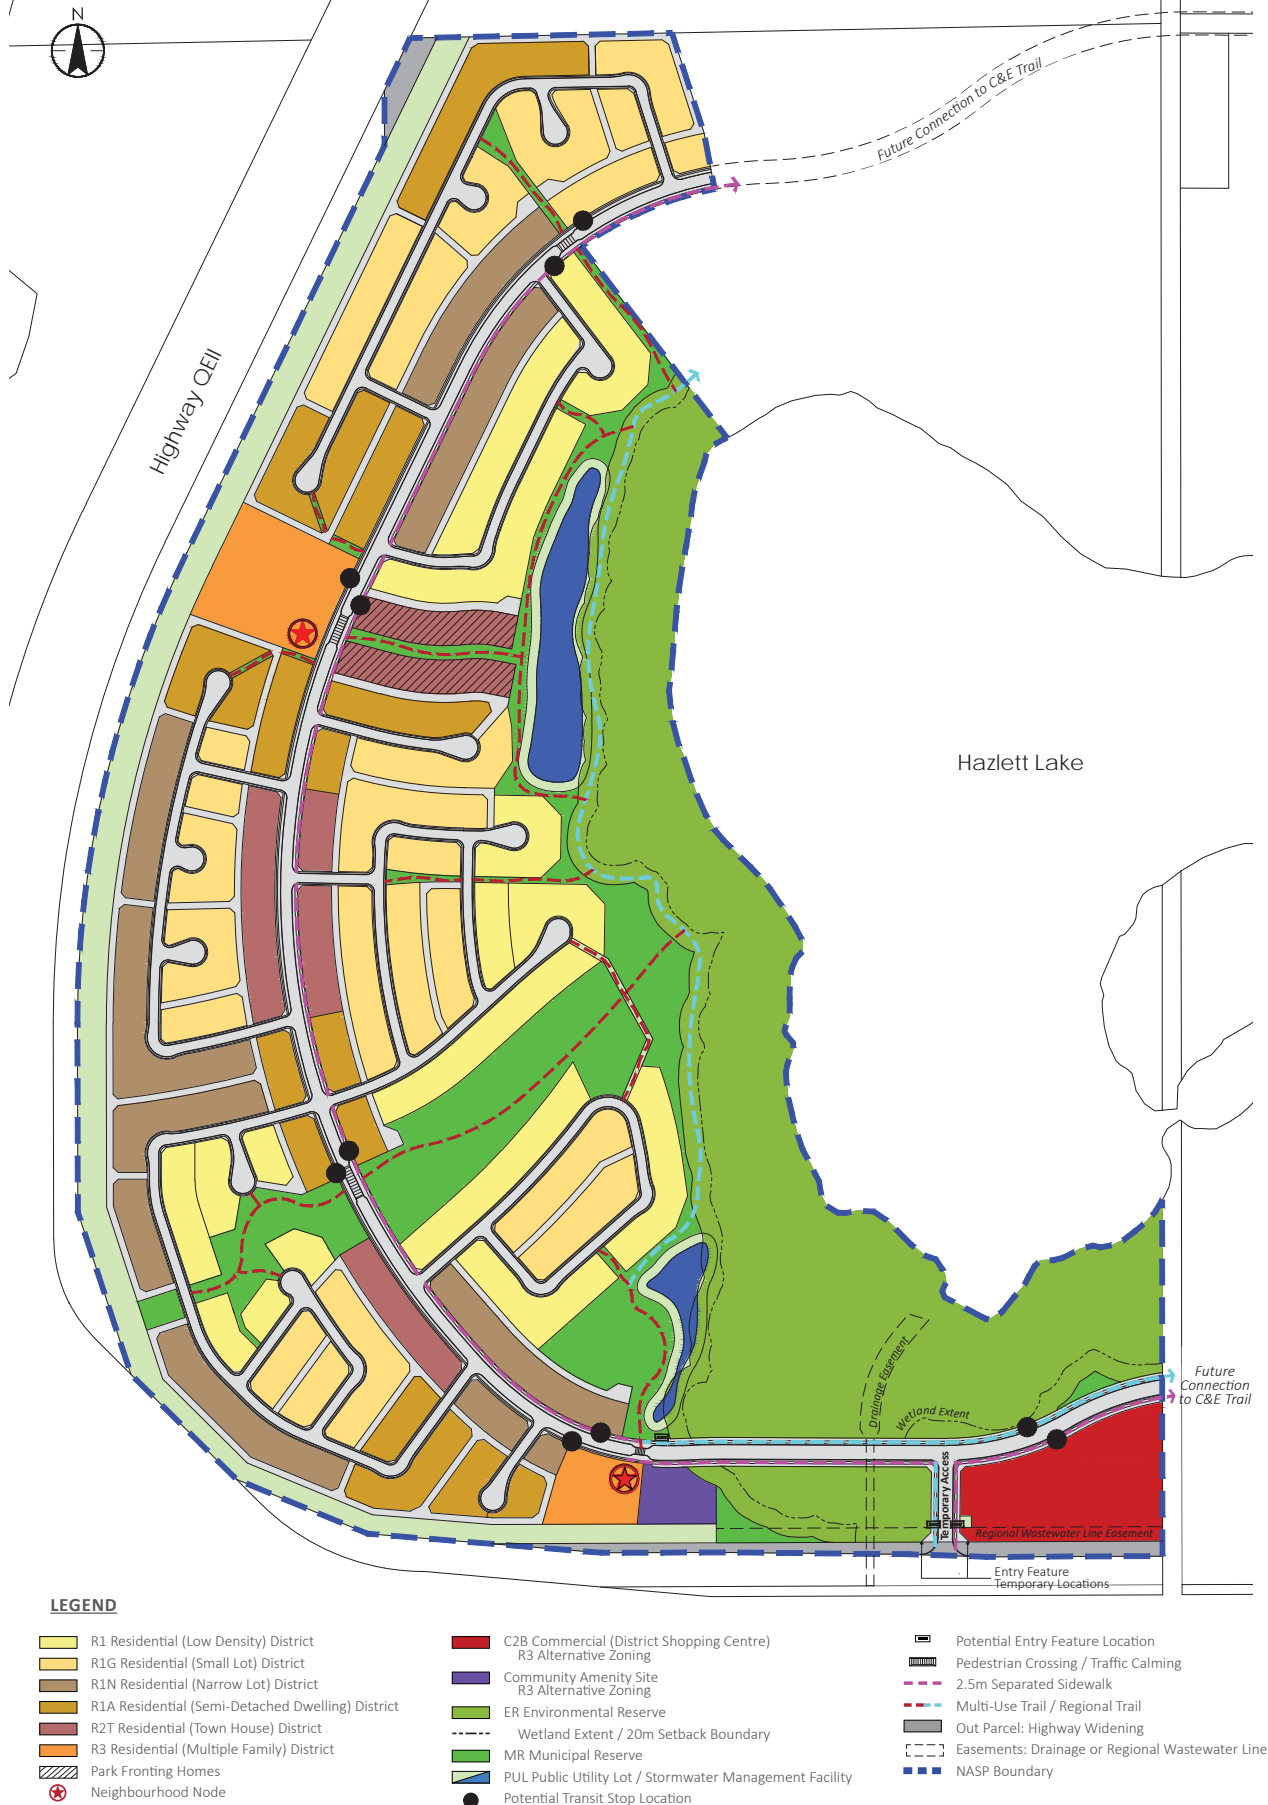 N
Future Connection to C&E Trail
Highway QEII
Hazlett Lake
Future
Connection
to C&E Trail
Drainage Easement
Wetland Extent
Temporary Access
Regional Wastewater Line Easement
Entry Feature
Temporary Locations
LEGEND
R1 Residential (Low Density) District
R1G Residential (Small Lot) District
R1N Residential (Narrow Lot) District
R1A Residential (Semi-Detached Dwelling) District
R2T Residential (Town House) District
R3 Residential (Multiple Family) District
Park Fronting Homes
Neighbourhood Node
C2B Commercial (District Shopping Centre)
R3 Alternative Zoning
Community Amenity Site
R3 Alternative Zoning
ER Environmental Reserve
Wetland Extent / 20m Setback Boundary
MR Municipal Reserve
PUL Public Utility Lot / Stormwater Management Facility
Potential Transit Stop Location
Potential Entry Feature Location
Pedestrian Crossing / Traffic Calming
2.5m Separated Sidewalk
Multi-Use Trail / Regional Trail
Out Parcel: Highway Widening
Easements: Drainage or Regional Wastewater Line
NASP Boundary